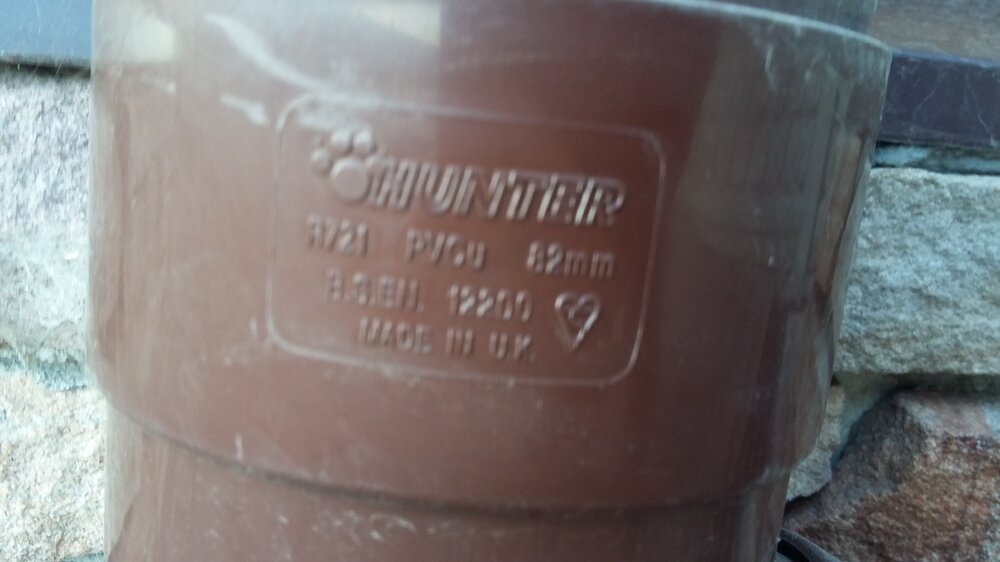 HUNTER
R721 PVCu 82mm
B.S.EN. 12200
MADE IN U.K.